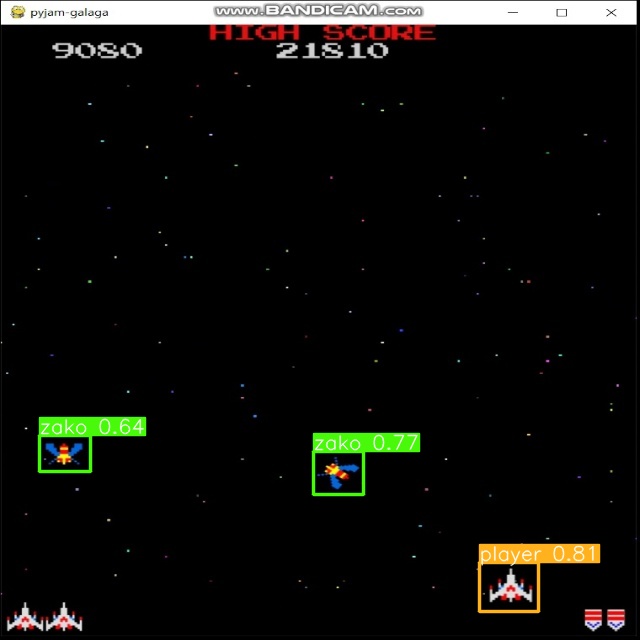 pyjam-galaga
www.BANDICAM.com
HIGH SCORE
9080 21810
zako 0.64
zako 0.77
player 0.81